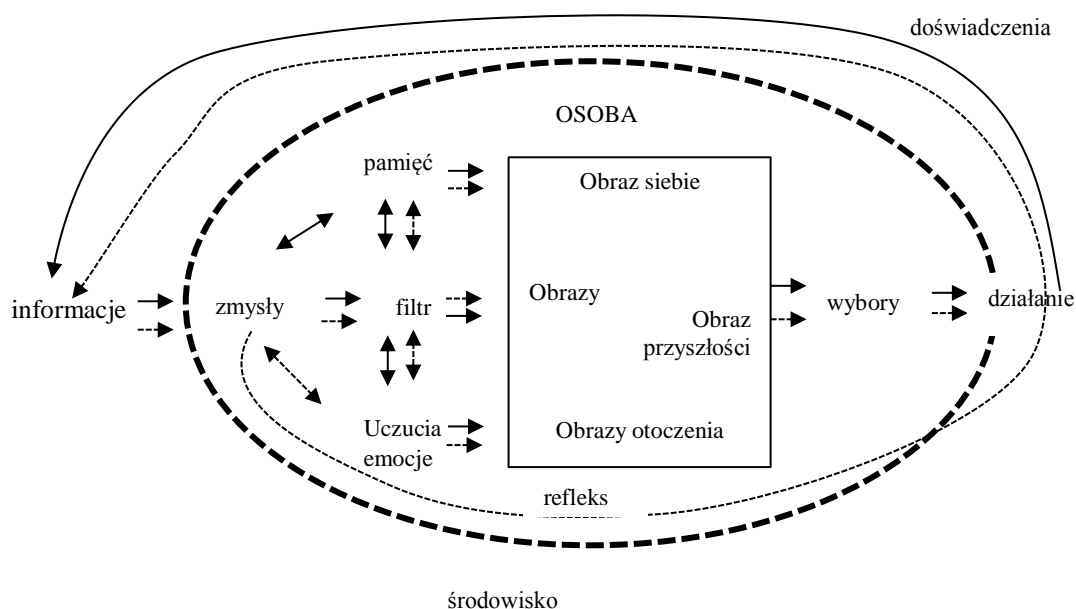 doświadczenia
OSOBA
pamięć
Obraz siebie
informacje
zmysły
filtr
Obrazy
Obraz
przyszłości
wybory
działanie
Uczucia
emocje
Obrazy otoczenia
refleks
środowisko